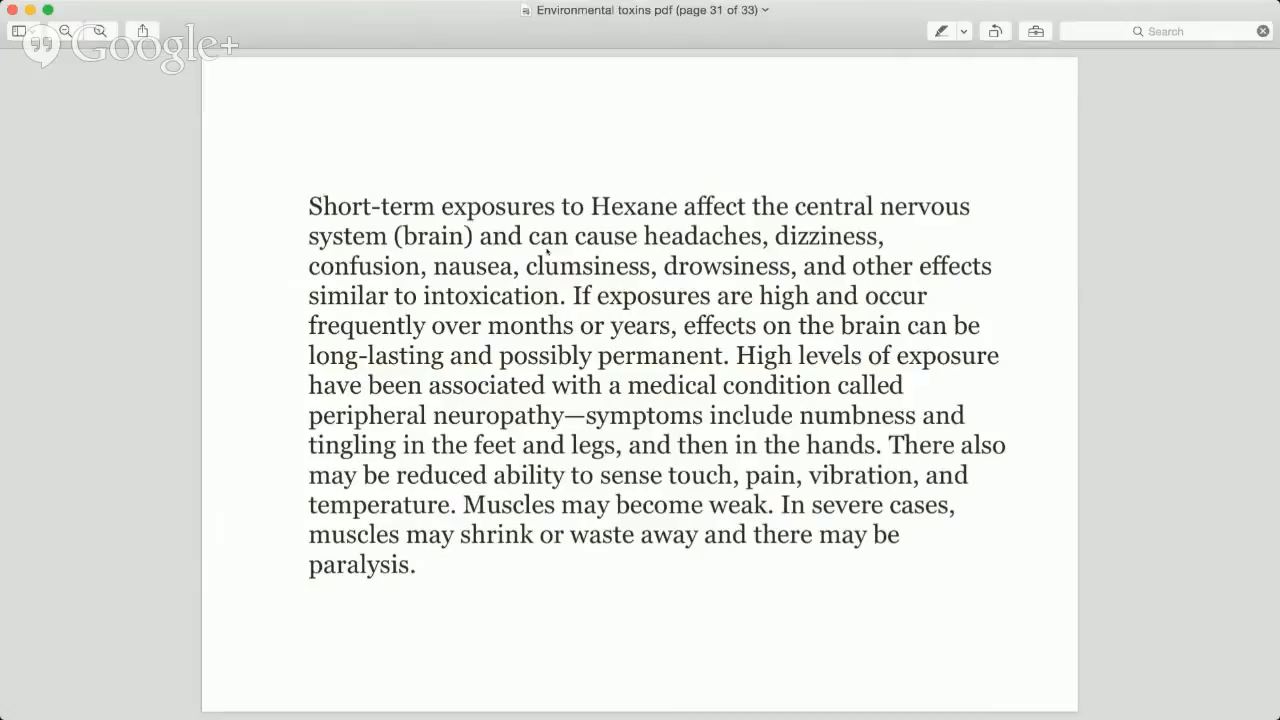 Environmental toxins pdf (page 31 of 33)
Google+
Search
Short-term exposures to Hexane affect the central nervous
system (brain) and can cause headaches, dizziness,
confusion, nausea, clumsiness, drowsiness, and other effects
similar to intoxication. If exposures are high and occur
frequently over months or years, effects on the brain can be
long-lasting and possibly permanent. High levels of exposure
have been associated with a medical condition called
peripheral neuropathy—symptoms include numbness and
tingling in the feet and legs, and then in the hands. There also
may be reduced ability to sense touch, pain, vibration, and
temperature. Muscles may become weak. In severe cases,
muscles may shrink or waste away and there may be
paralysis.